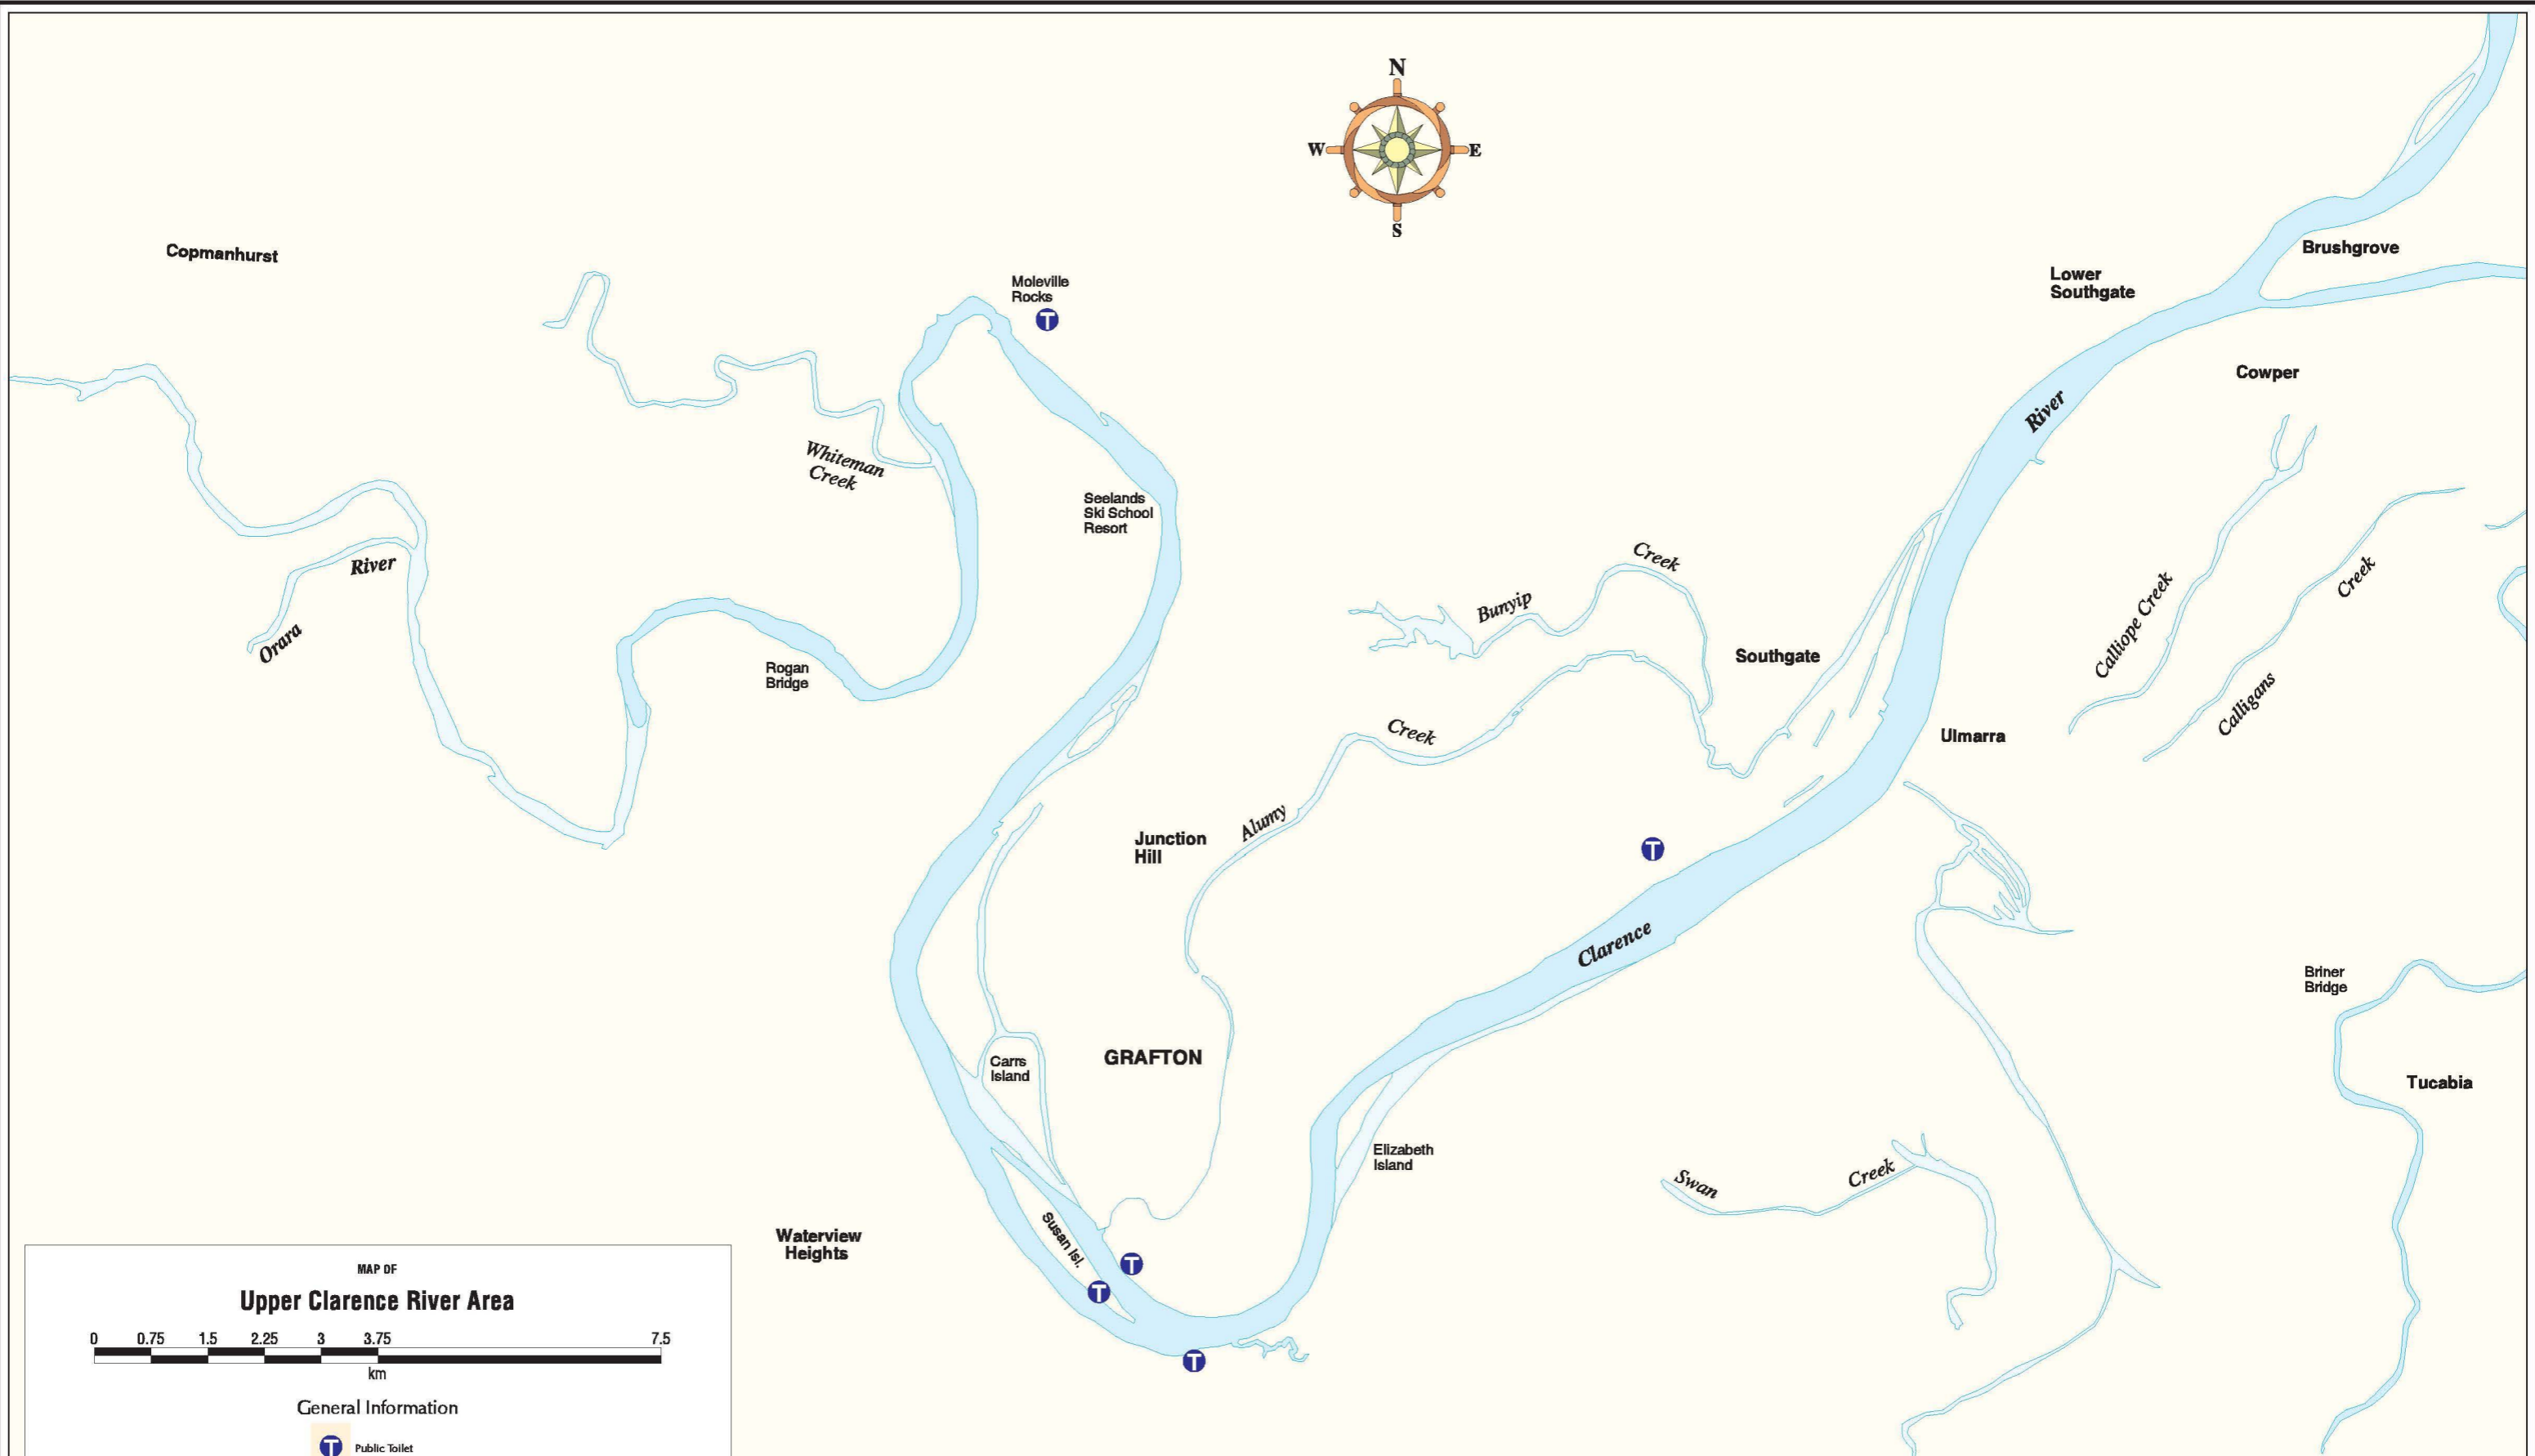 N
W
E
S
Copmanhurst
Moleville
Rocks
T
Brushgrove
Lower
Southgate
Cowper
River
Whiteman
Creek
Seelands
Ski School
Resort
River
Orara
Creek
Bunyip
Calliope Creek
Creek
Calligans
Southgate
Rogan
Bridge
Creek
Ulmarra
Junction
Hill
Alumy
T
Clarence
Briner
Bridge
GRAFTON
Carrs
Island
Tucabia
Elizabeth
Island
Swan
Creek
Waterview
Heights
Susan Isl.
T
T
T
MAP OF
Upper Clarence River Area
0 0.75 1.5 2.25 3 3.75 7.5
km
General Information
T Public Toilet